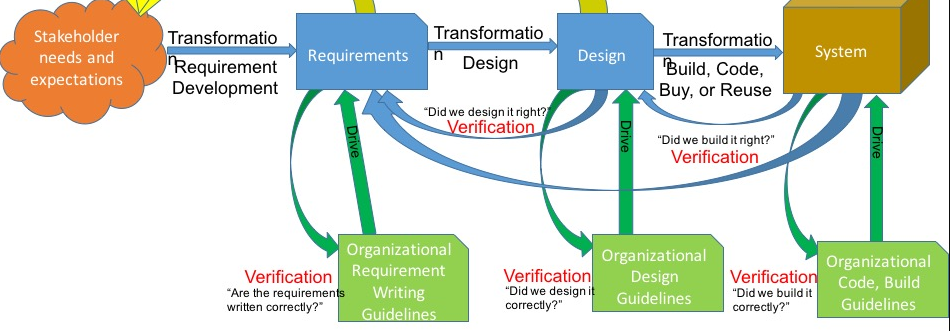 Stakeholder
needs and
expectations
Transformatio
n
Requirement
Development
Requirements
Transformatio
n
Design
Design
Transformatio
n
Build, Code,
Buy, or Reuse
System
“Did we design it right?”
Verification
“Did we build it right?”
Verification
Drive
Drive
Drive
Organizational
Requirement
Writing
Guidelines
Verification
“Are the requirements
written correctly?”
Organizational
Design
Guidelines
Verification
“Did we design it
correctly?”
Organizational
Code, Build
Guidelines
Verification
“Did we build it
correctly?”